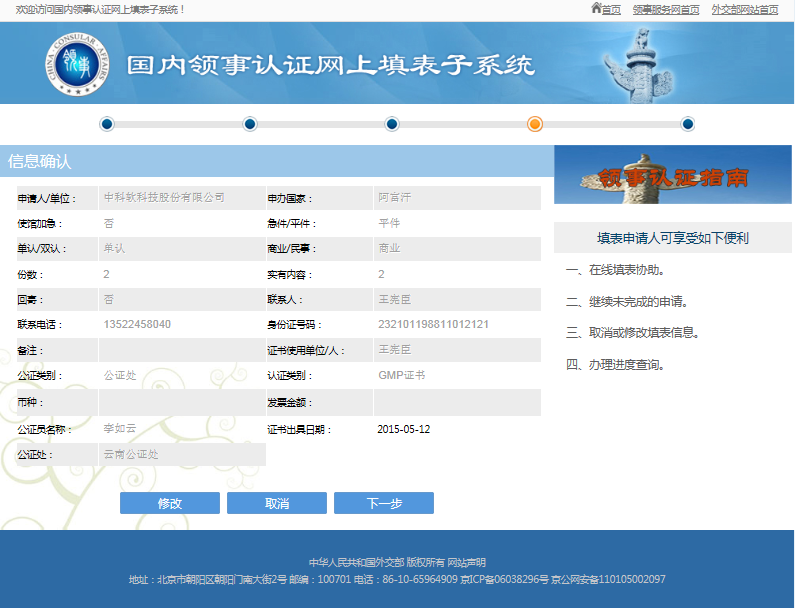 欢迎访问国内领事认证网上填表子系统！ 首页 领事服务网首页 外交部网站首页
CHINA CONSULAR AFFAIRS
领事
国内领事认证网上填表子系统
信息确认
领事认证指南
申请人/单位： 中科软科技股份有限公司 申办国家： 阿富汗
使馆加急： 否 急件/平件： 平件
单认/双认： 单认 商业/民事： 商业
份数： 2 实有内容： 2
回寄： 否 联系人： 王宪臣
联系电话： 13522458040 身份证号码： 232101198811012121
备注： 证书使用单位/人： 王宪臣
公证类别： 公证处 认证类别： GMP证书
币种： 发票金额：
公证员名称： 李如云 证书出具日期： 2015-05-12
公证处： 云南公证处
修改 取消 下一步
填表申请人可享受如下便利
一、在线填表协助。
二、继续未完成的申请。
三、取消或修改填表信息。
四、办理进度查询。
中华人民共和国外交部 版权所有 网站声明
地址：北京市朝阳区朝阳门南大街2号 邮编：100701 电话：86-10-65964909 京ICP备06038296号 京公网安备110105002097